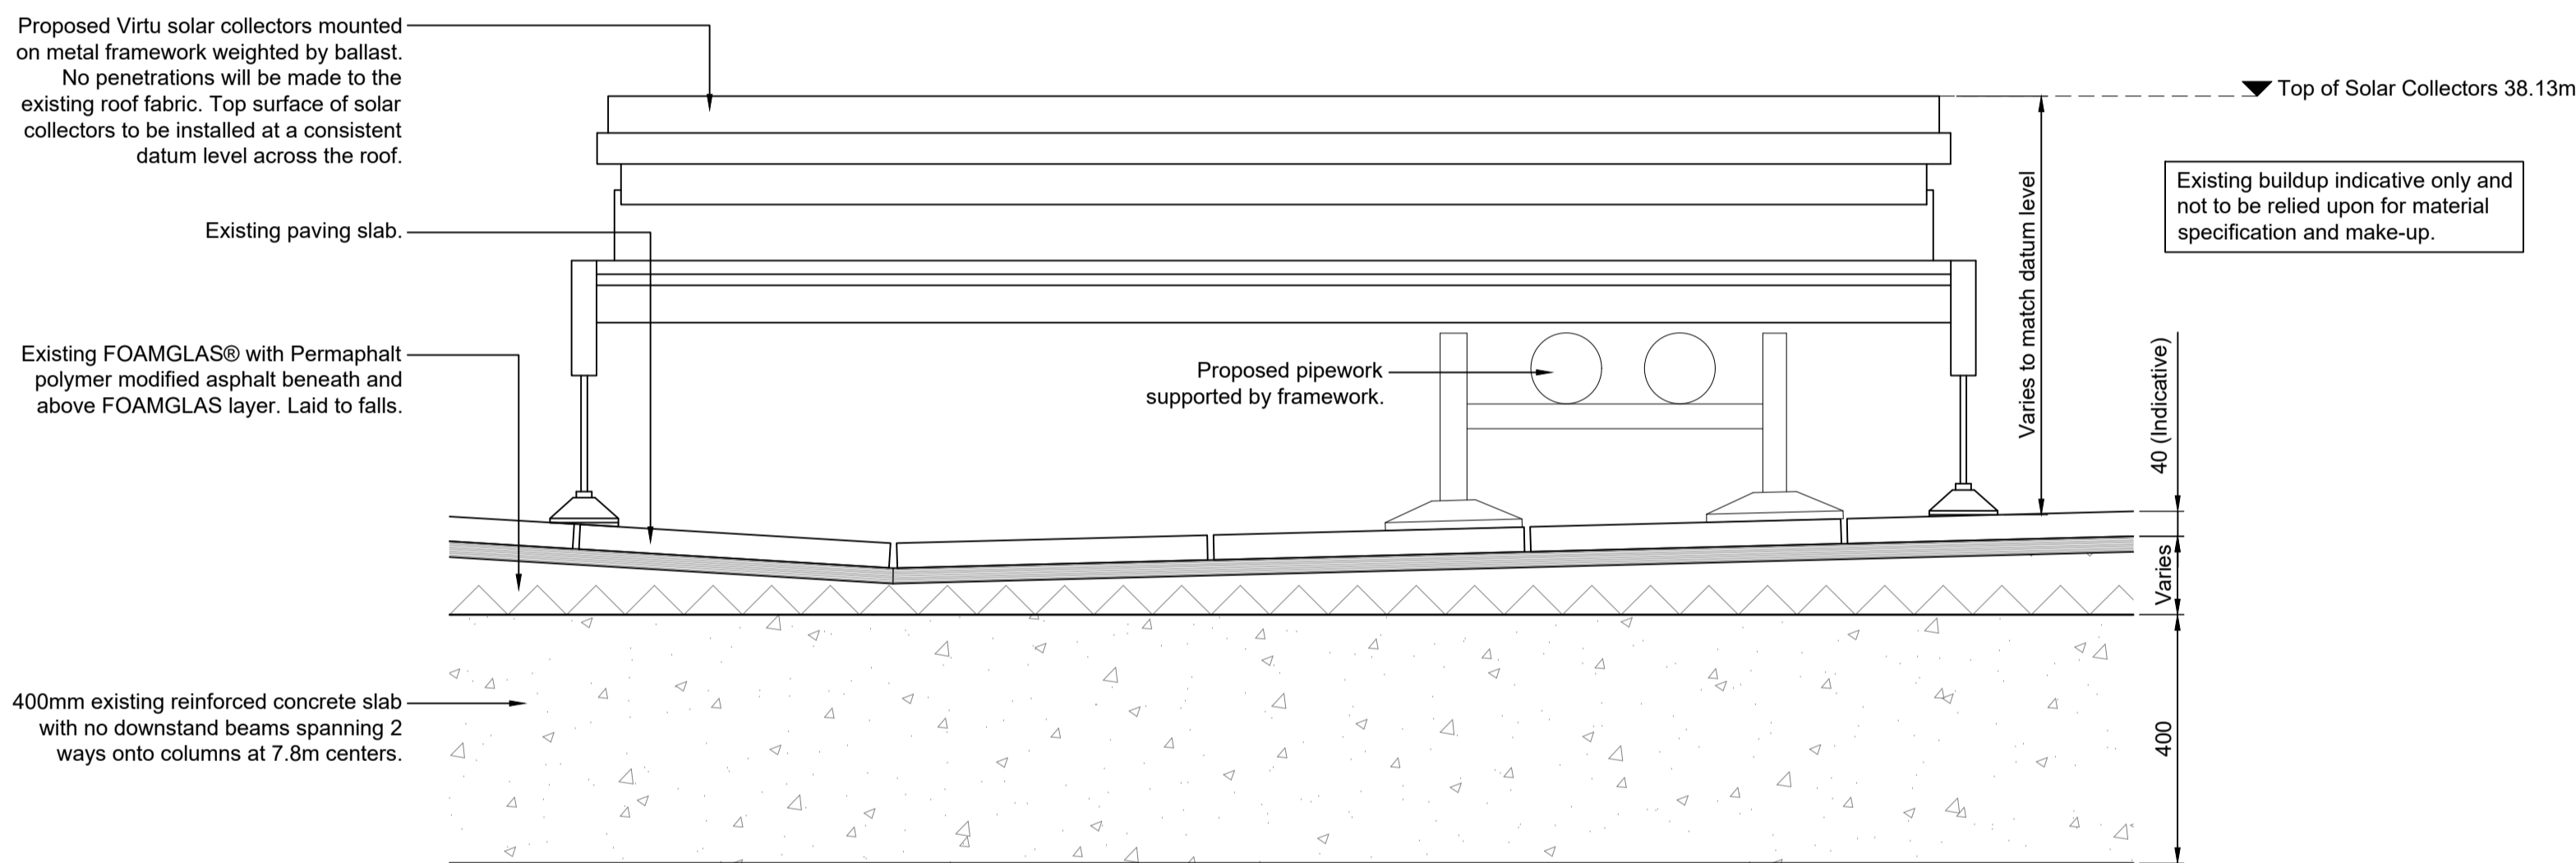 Proposed Virtu solar collectors mounted
on metal framework weighted by ballast.
No penetrations will be made to the
existing roof fabric. Top surface of solar
collectors to be installed at a consistent
datum level across the roof.
Top of Solar Collectors 38.13m
Existing buildup indicative only and
not to be relied upon for material
specification and make-up.
Existing paving slab.
Varies to match datum level
Existing FOAMGLAS® with Permaphalt
polymer modified asphalt beneath and
above FOAMGLAS layer. Laid to falls.
Proposed pipework
supported by framework.
40 (Indicative)
Varies
400mm existing reinforced concrete slab
with no downstand beams spanning 2
ways onto columns at 7.8m centers.
400